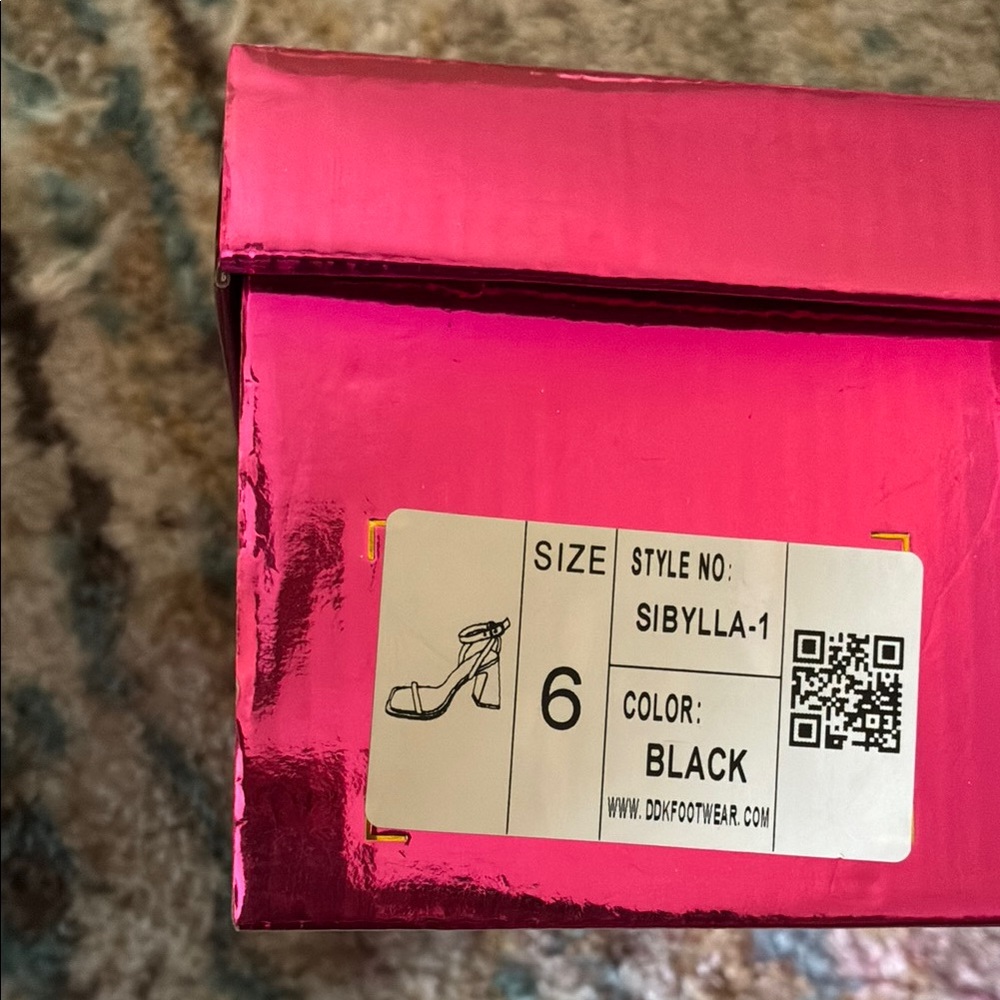 SIZE
6
STYLE NO:
SIBYLLA-1
COLOR:
BLACK
WWW. DDKFOOTWEAR. COM